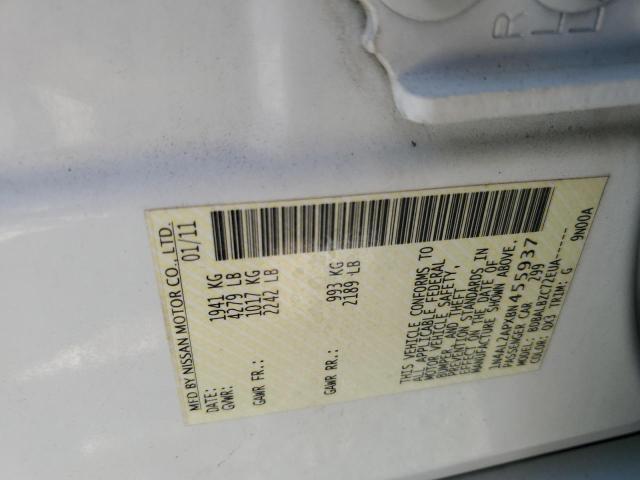 MFD BY NISSAN MOTOR CO., LTD.
DATE: 01/11
GVWR: 1941 KG
4279 LB
GAWR FR.: 1017 KG
2242 LB
GAWR RR.: 993 KG
2189 LB
THIS VEHICLE CONFORMS TO
ALL APPLICABLE FEDERAL
MOTOR VEHICLE SAFETY,
BUMPER, AND THEFT
PREVENTION STANDARDS IN
EFFECT ON THE DATE OF
MANUFACTURE SHOWN ABOVE.
1N4AL2APXBN455937
PASSENGER CAR 299
MODEL: BDBALBZC72EUA------
COLOR: QX3 TRIM: G 9N00A